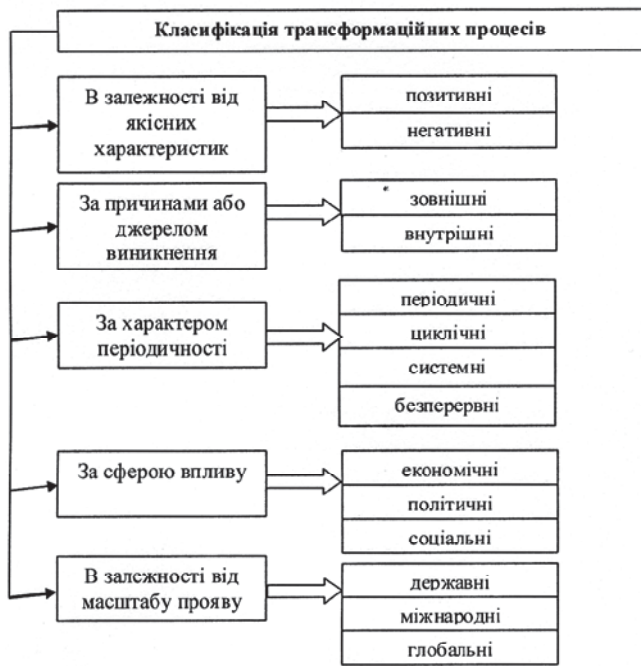 Класифікація трансформаційних процесів
В залежності від
якісних
характеристик
позитивні
негативні
За причинами або
джерелом
виникнення
зовнішні
внутрішні
За характером
періодичності
періодичні
циклічні
системні
безперервні
За сферою впливу
економічні
політичні
соціальні
В залежності від
масштабу прояву
державні
міжнародні
глобальні